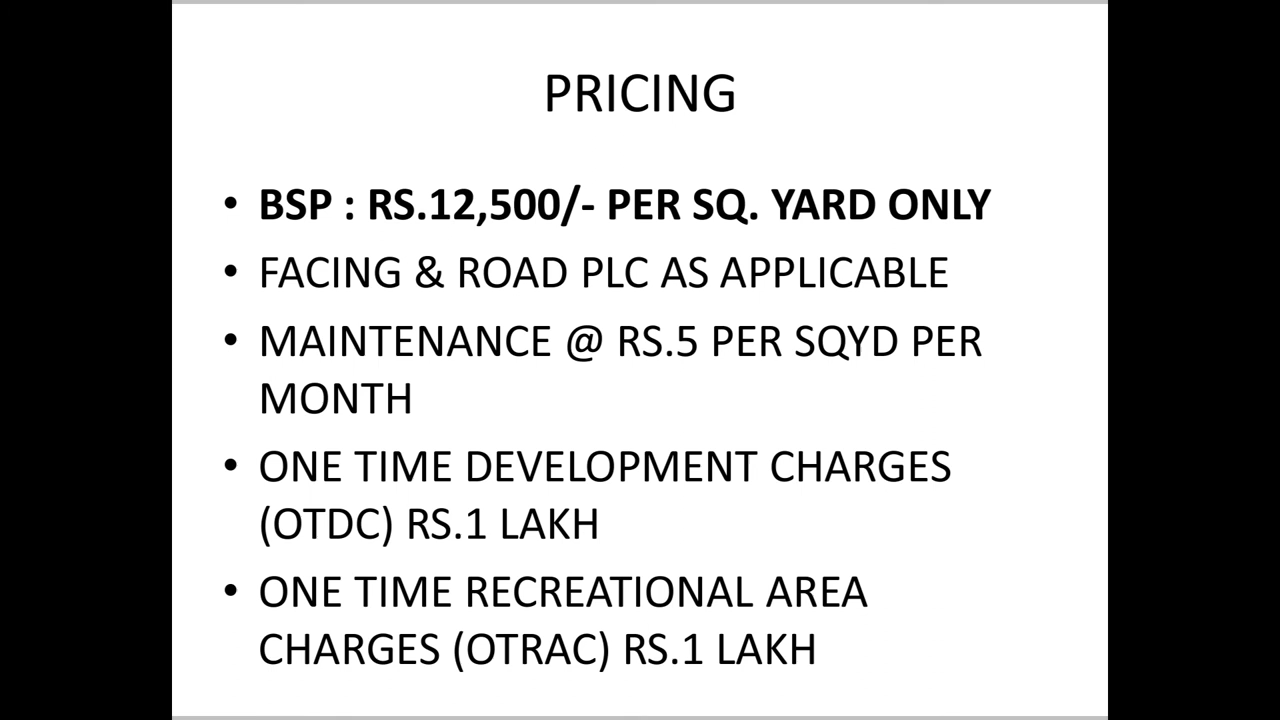 PRICING
• BSP : RS.12,500/- PER SQ. YARD ONLY
• FACING & ROAD PLC AS APPLICABLE
• MAINTENANCE @ RS.5 PER SQYD PER
MONTH
• ONE TIME DEVELOPMENT CHARGES
(OTDC) RS.1 LAKH
• ONE TIME RECREATIONAL AREA
CHARGES (OTRAC) RS.1 LAKH